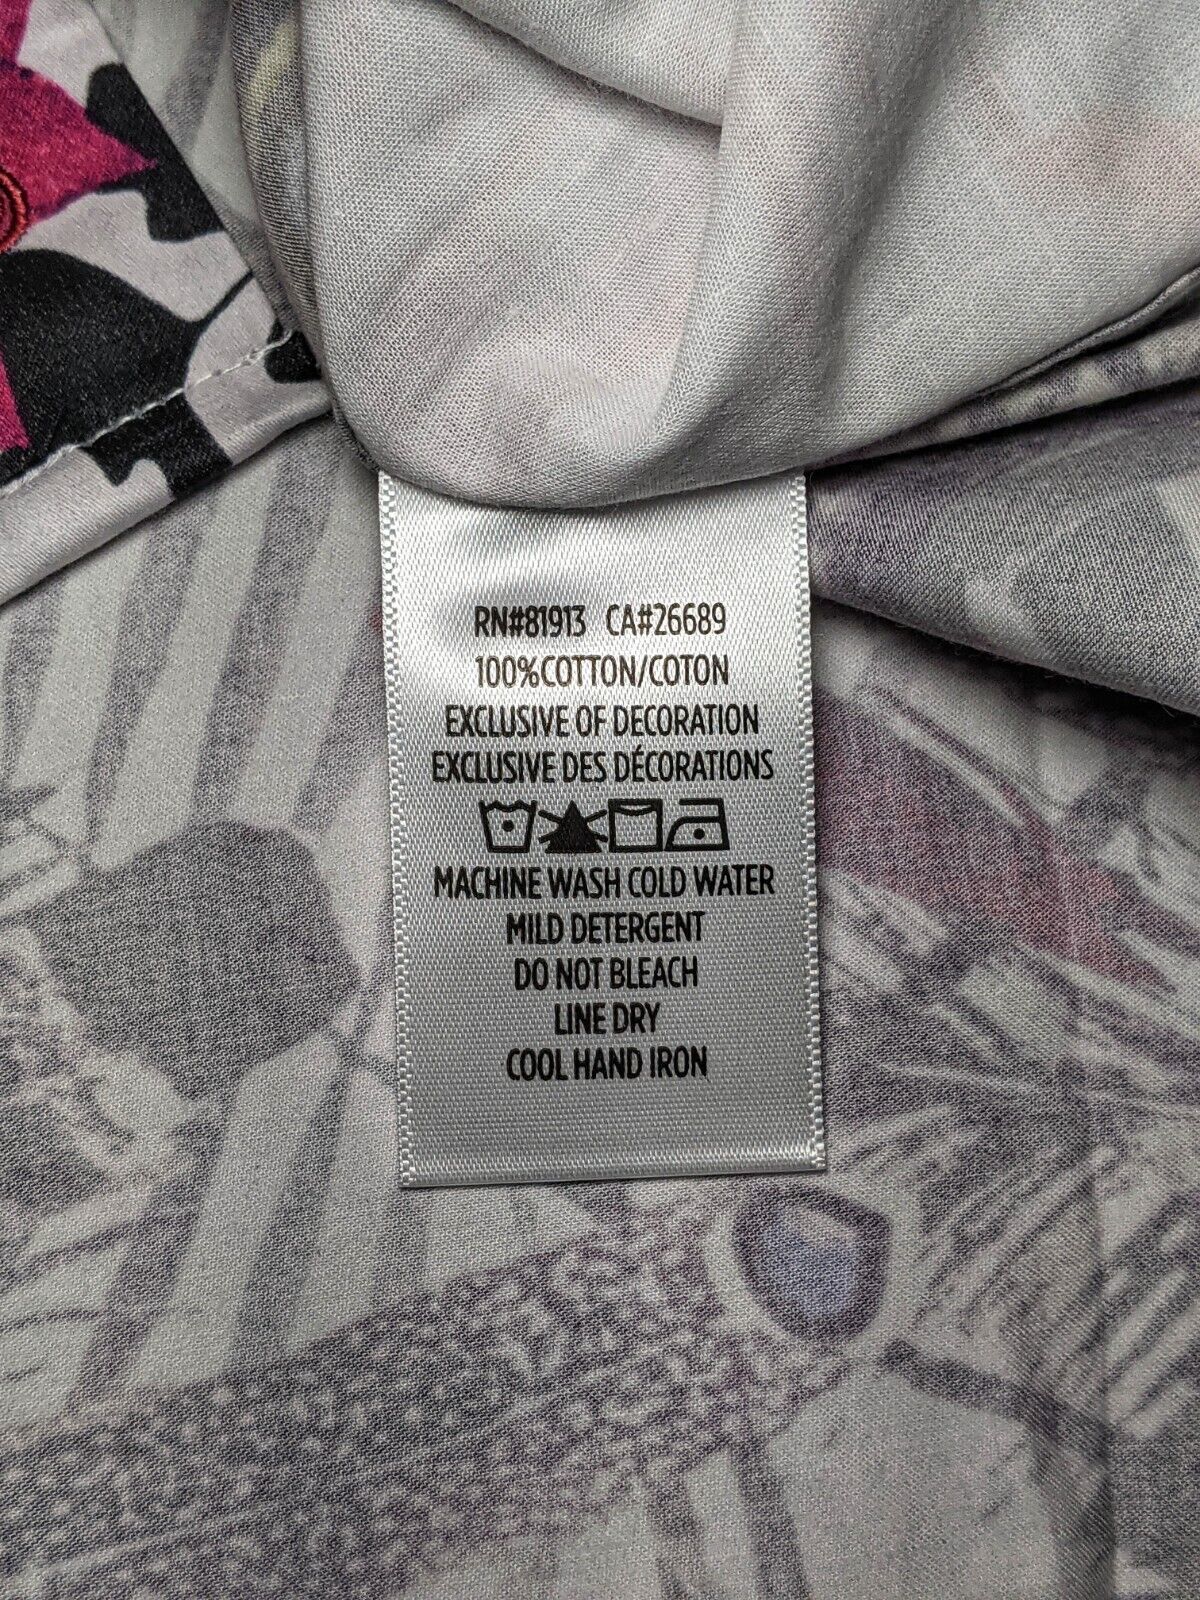 RN#81913 CA#26689
100%COTTON/COTON
EXCLUSIVE OF DECORATION
EXCLUSIVE DES DÉCORATIONS
MACHINE WASH COLD WATER
MILD DETERGENT
DO NOT BLEACH
LINE DRY
COOL HAND IRON